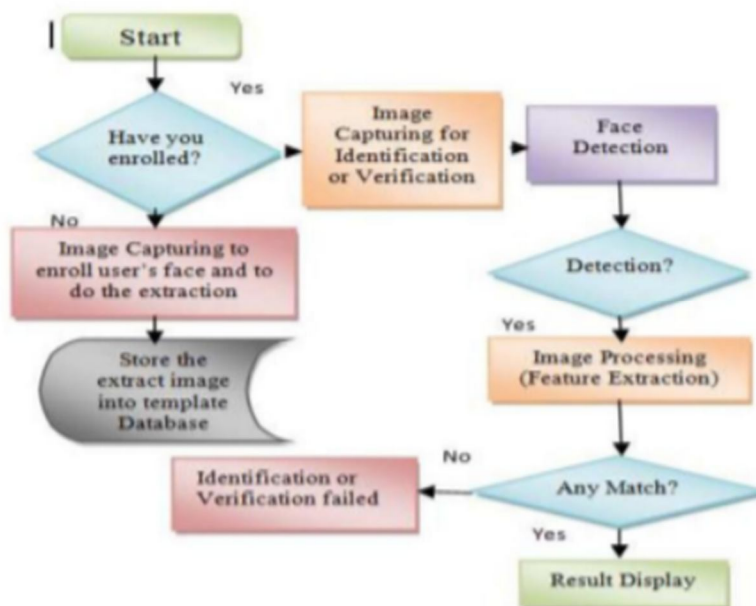 Start
Yes
Have you
enrolled?
Image
Capturing for
Identification
or Verification
Face
Detection
No
Image Capturing to
enroll user's face and to
do the extraction
Detection?
Yes
Store the
extract image
into template
Database
Image Processing
(Feature Extraction)
No
Identification or
Verification failed
Any Match?
Yes
Result Display